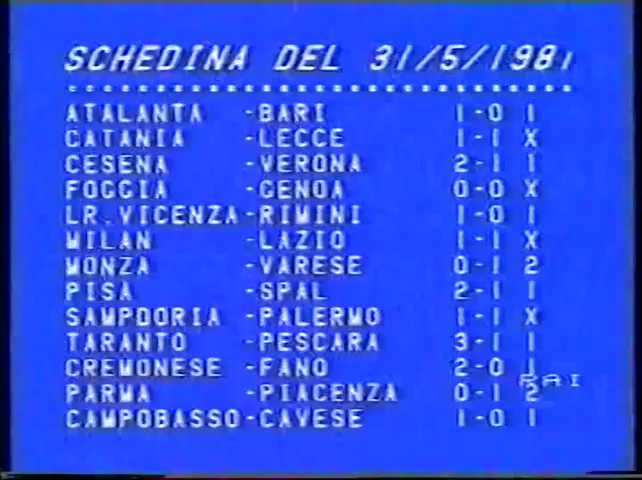 SCHEDINA DEL 31/5/1981
ATALANTA -BARI 1-0 1
CATANIA -LECCE 1-1 X
CESENA -VERONA 2-1 1
FOGGIA -GENOA 0-0 X
LR.VICENZA-RIMINI 1-0 1
MILAN -LAZIO 1-1 X
MONZA -VARESE 0-1 2
PISA -SPAL 2-1 1
SAMPDORIA -PALERMO 1-1 X
TARANTO -PESCARA 3-1 1
CREMONESE -FANO 2-0 1
RAI
PARMA -PIACENZA 0-1 2
CAMPOBASSO-CAVESE 1-0 1